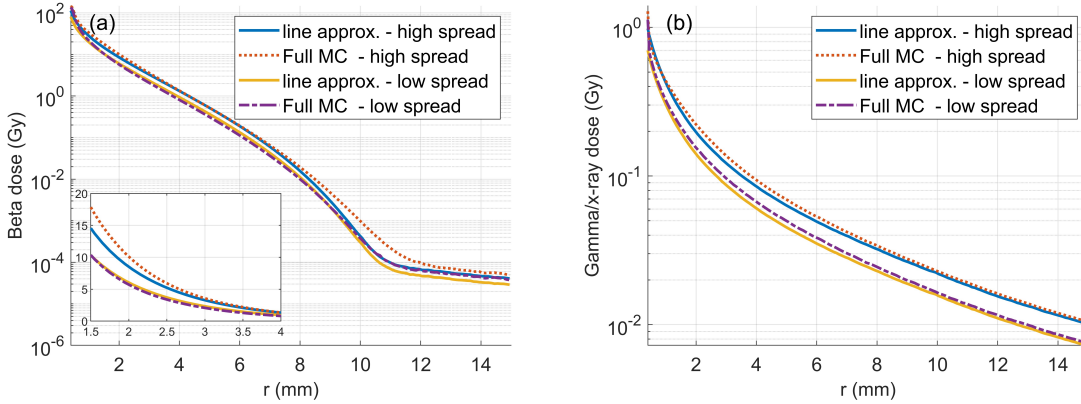 (a)
line approx. - high spread
Full MC - high spread
line approx. - low spread
Full MC - low spread
10^2
10^0
10^-2
10^-4
10^-6
Beta dose (Gy)
20
15
10
5
0
1.5 2 2.5 3 3.5 4
2 4 6 8 10 12 14
r (mm)
(b)
line approx. - high spread
Full MC - high spread
line approx. - low spread
Full MC - low spread
10^0
10^-1
10^-2
Gamma/x-ray dose (Gy)
2 4 6 8 10 12 14
r (mm)